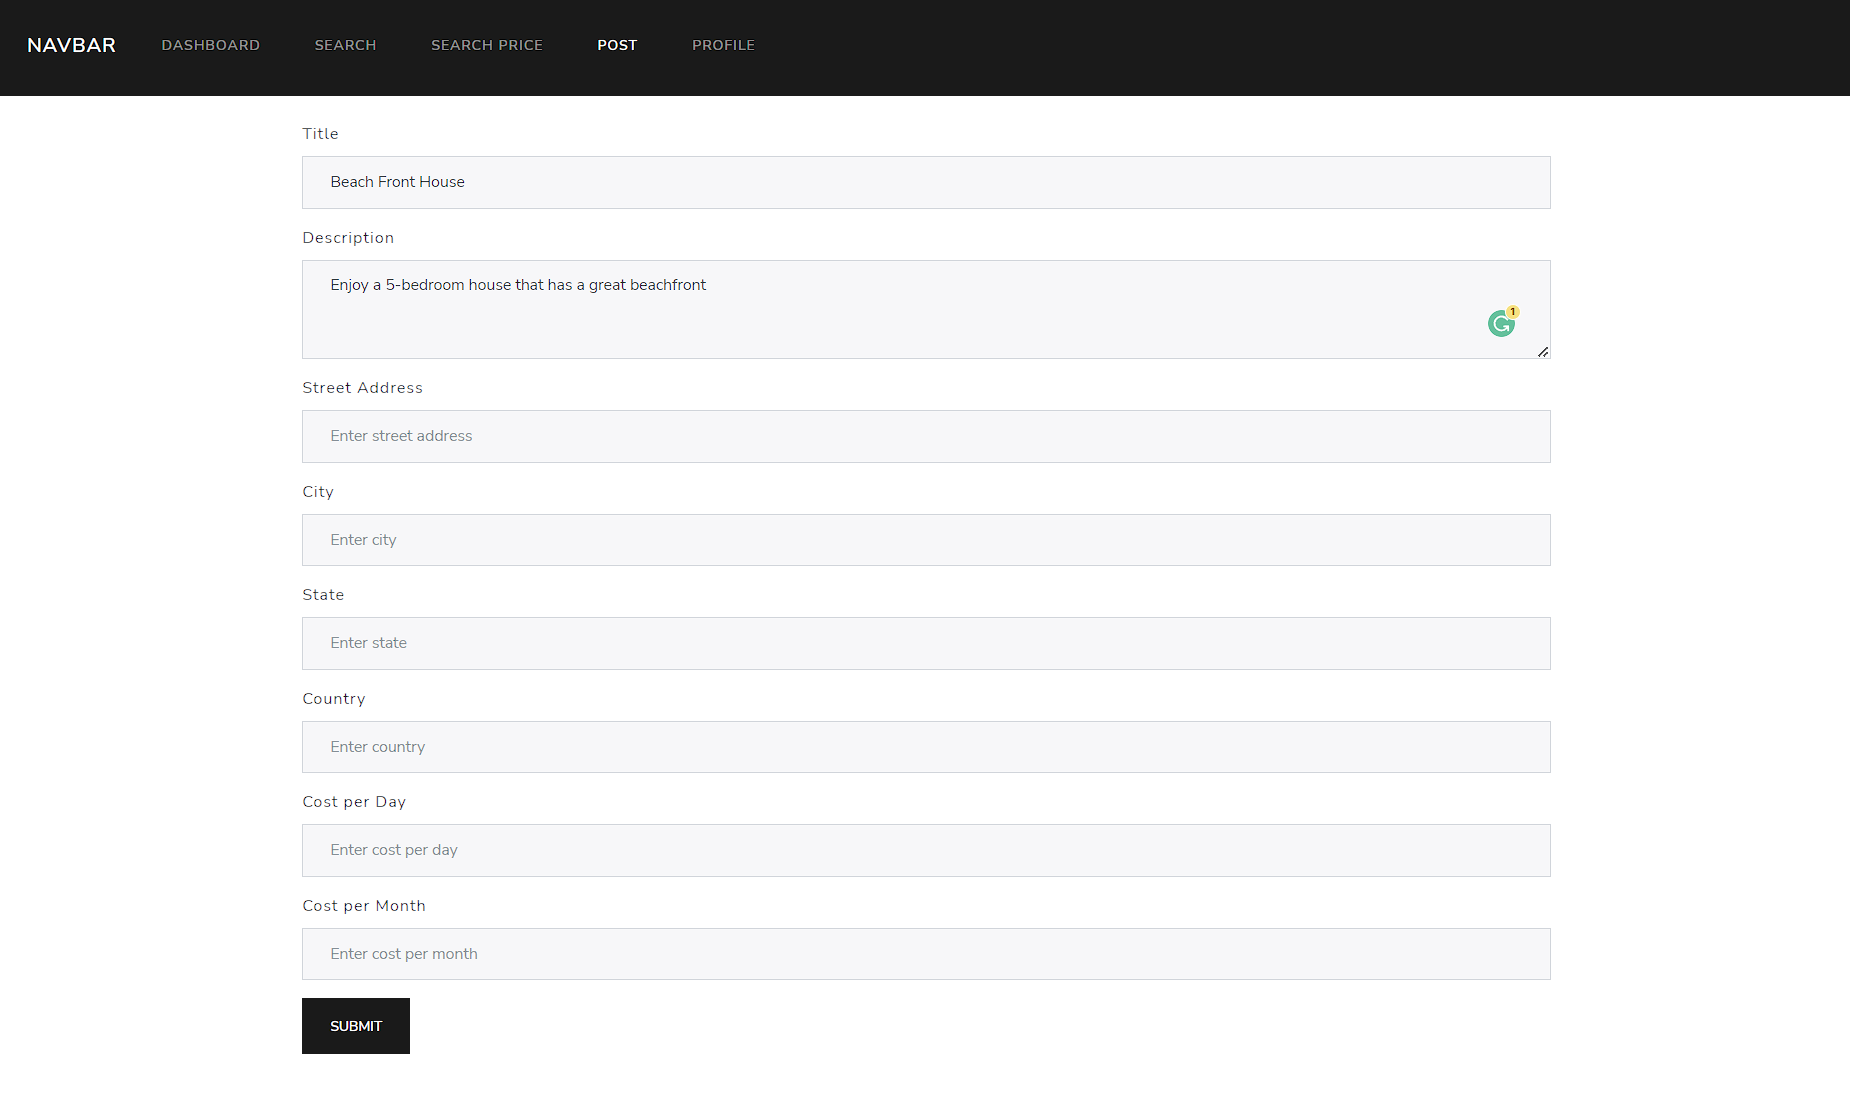 NAVBAR DASHBOARD SEARCH SEARCH PRICE POST PROFILE
Title
Beach Front House
Description
Enjoy a 5-bedroom house that has a great beachfront
1
Street Address
Enter street address
City
Enter city
State
Enter state
Country
Enter country
Cost per Day
Enter cost per day
Cost per Month
Enter cost per month
SUBMIT